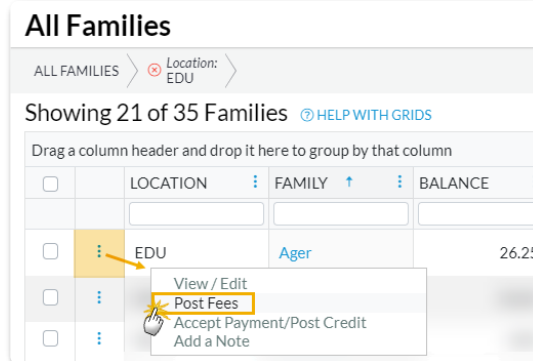 All Families
ALL FAMILIES
Location:
EDU
Showing 21 of 35 Families
HELP WITH GRIDS
Drag a column header and drop it here to group by that column
LOCATION FAMILY BALANCE
EDU Ager 26.25
View / Edit
Post Fees
Accept Payment/Post Credit
Add a Note